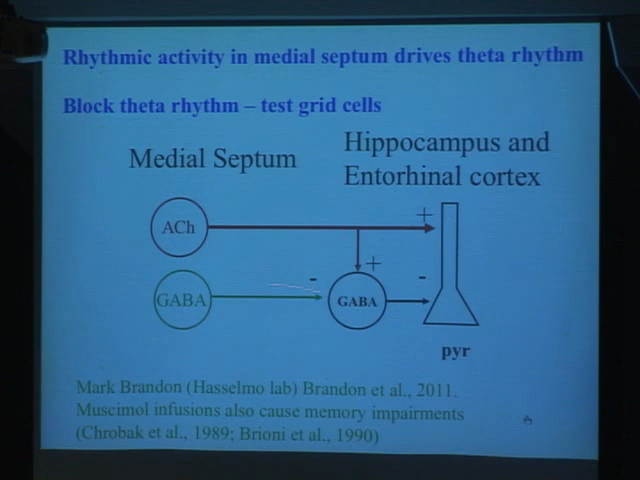 Rhythmic activity in medial septum drives theta rhythm
Block theta rhythm – test grid cells
Medial Septum
Hippocampus and
Entorhinal cortex
ACh
+
+
GABA
-
GABA
-
pyr
Mark Brandon (Hasselmo lab) Brandon et al., 2011.
Muscimol infusions also cause memory impairments
(Chrobak et al., 1989; Brioni et al., 1990)